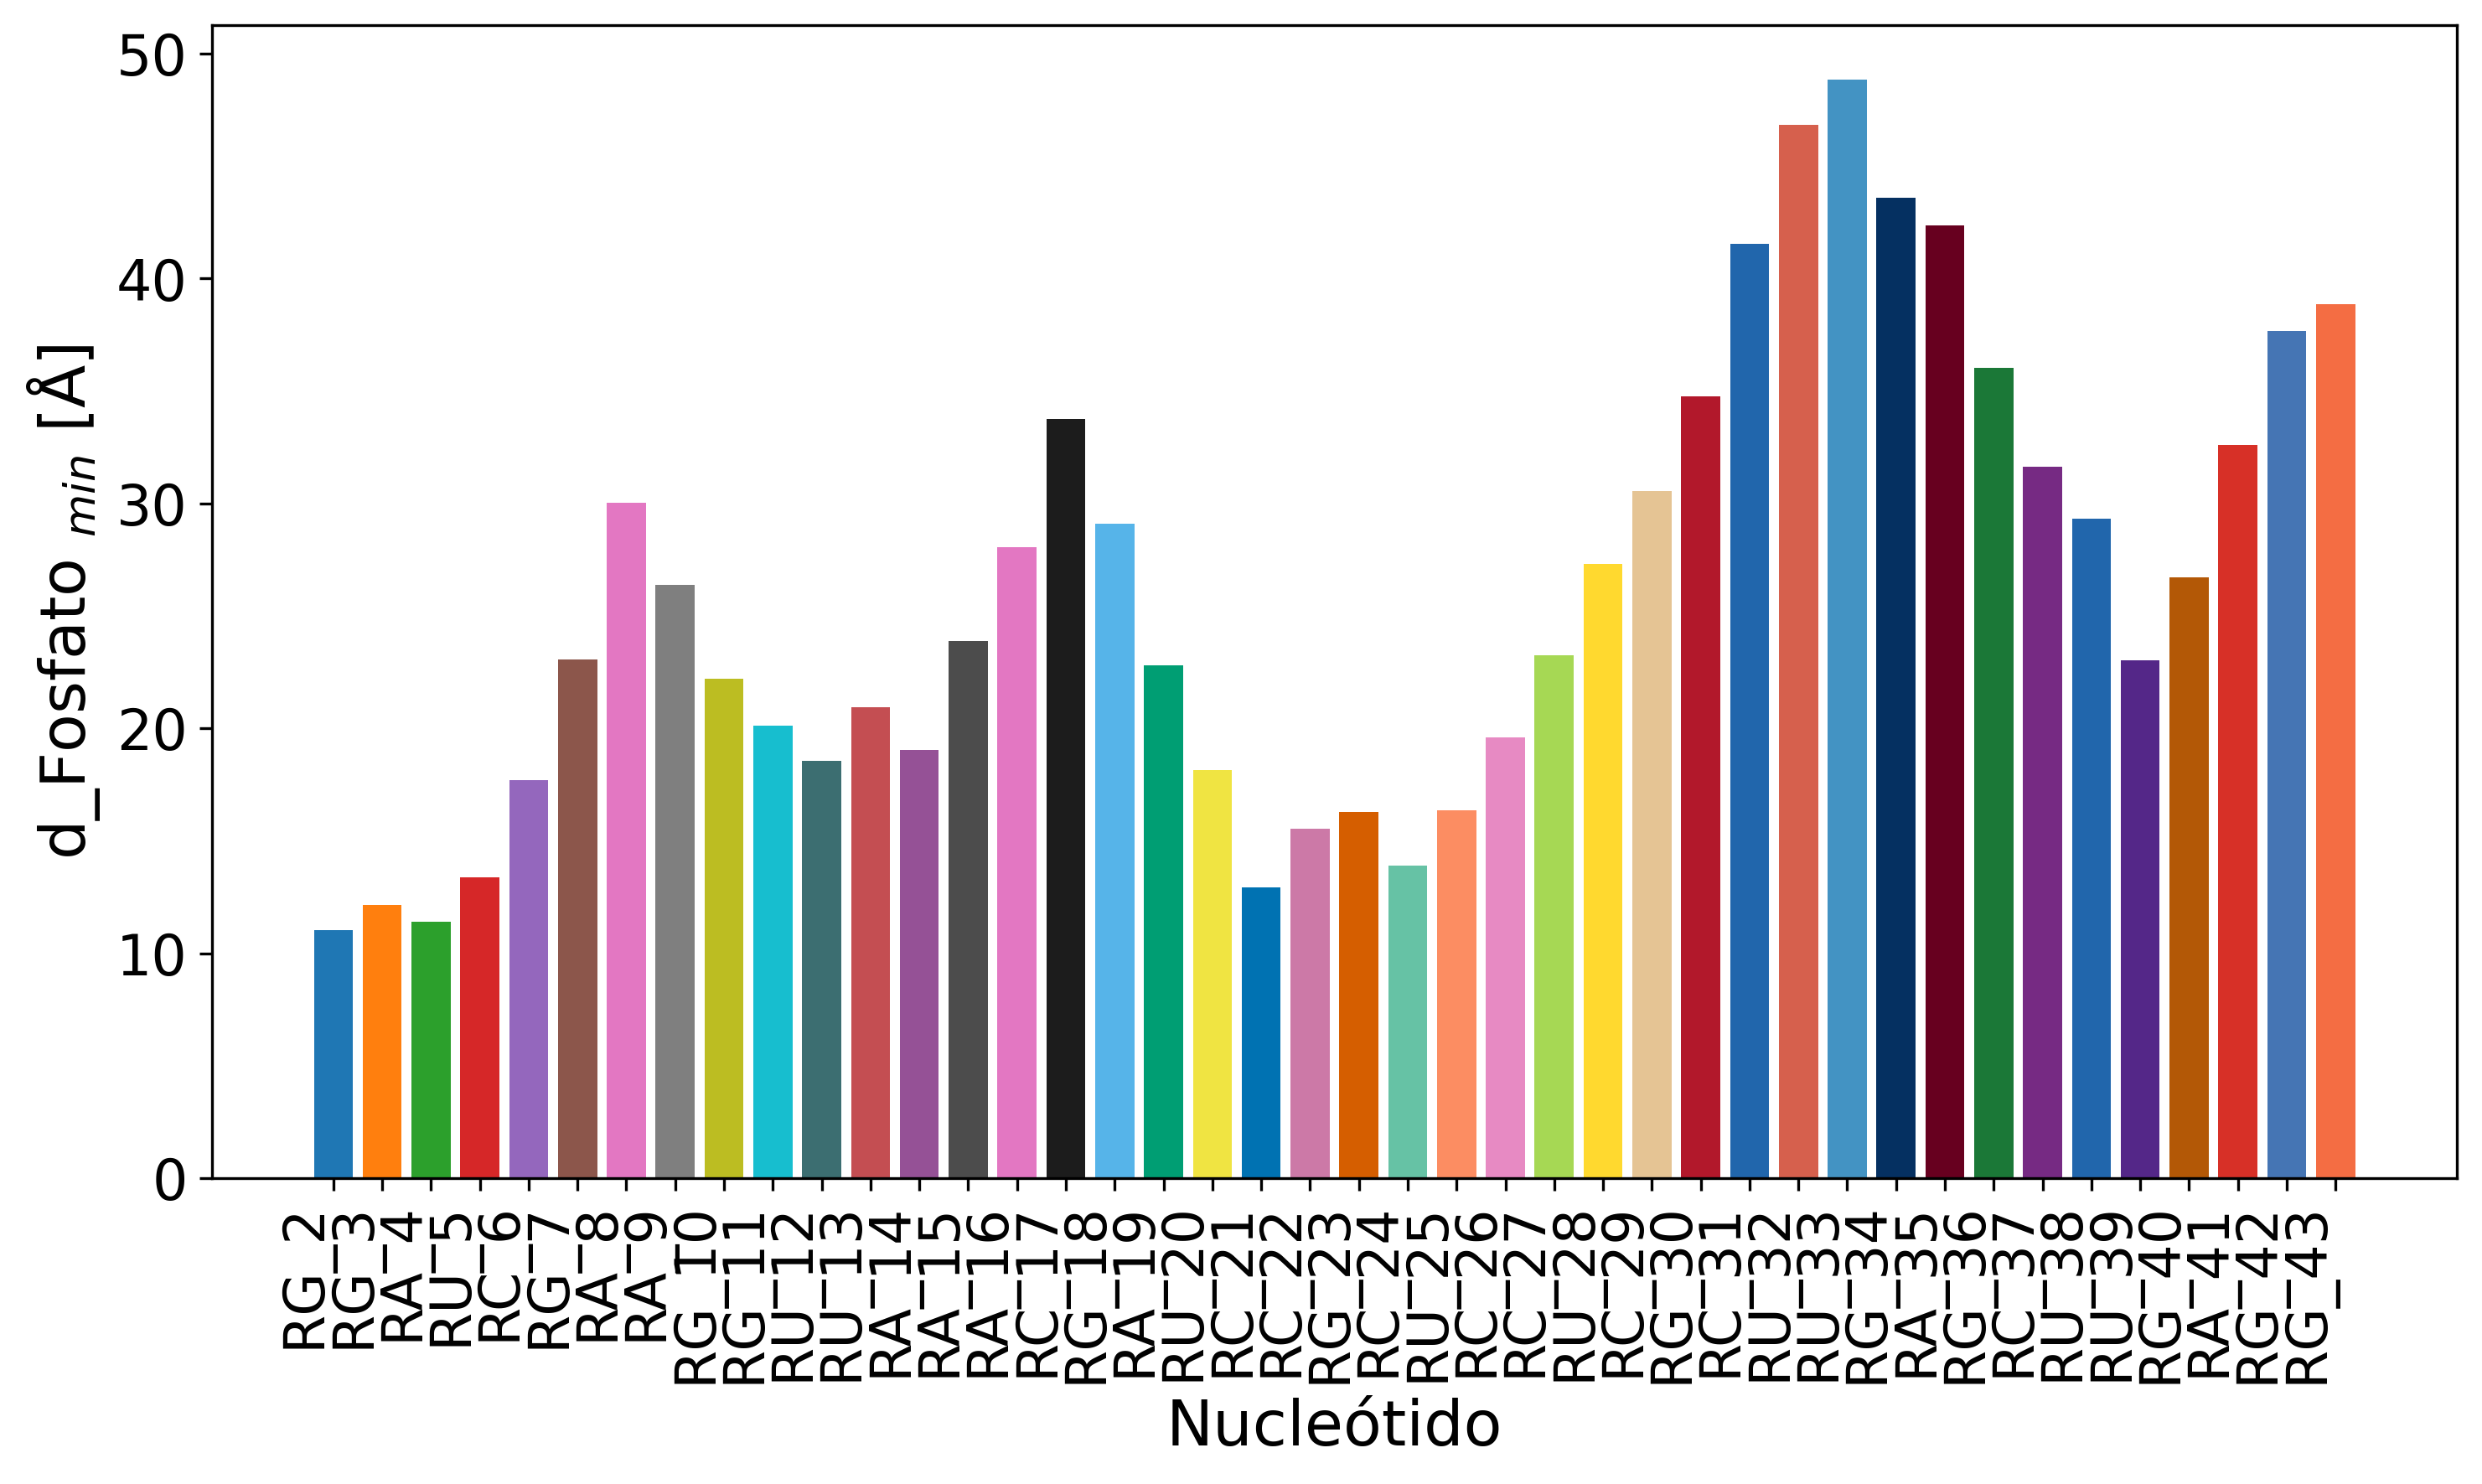 50
40
30
20
10
0
d_Fosfato min [Å]
RG_2
RG_3
RA_4
RU_5
RC_6
RG_7
RA_8
RA_9
RG_10
RG_11
RU_12
RU_13
RA_14
RA_15
RA_16
RC_17
RG_18
RA_19
RU_20
RC_21
RC_22
RG_23
RC_24
RU_25
RC_26
RC_27
RU_28
RC_29
RG_30
RC_31
RU_32
RU_33
RG_34
RA_35
RG_36
RC_37
RU_38
RU_39
RG_40
RA_41
RG_42
RG_43
Nucleótido